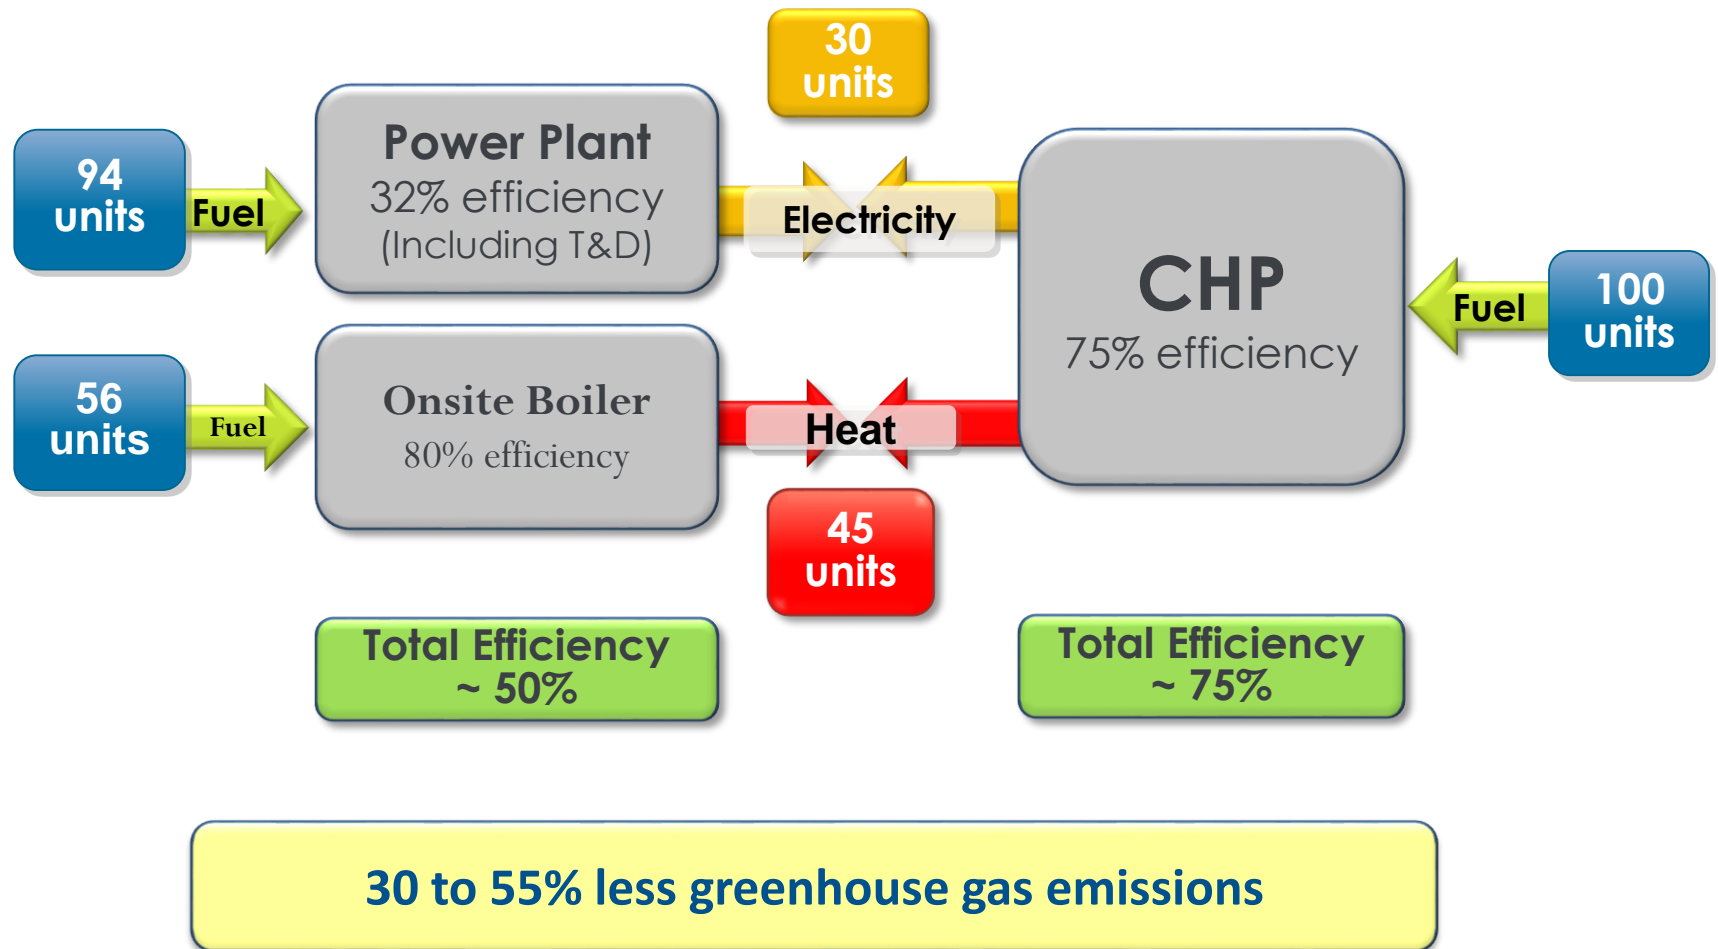 30
units
94
units
Fuel
Power Plant
32% efficiency
(Including T&D)
Electricity
CHP
75% efficiency
Fuel
100
units
56
units
Fuel
Onsite Boiler
80% efficiency
Heat
45
units
Total Efficiency
~ 50%
Total Efficiency
~ 75%
30 to 55% less greenhouse gas emissions